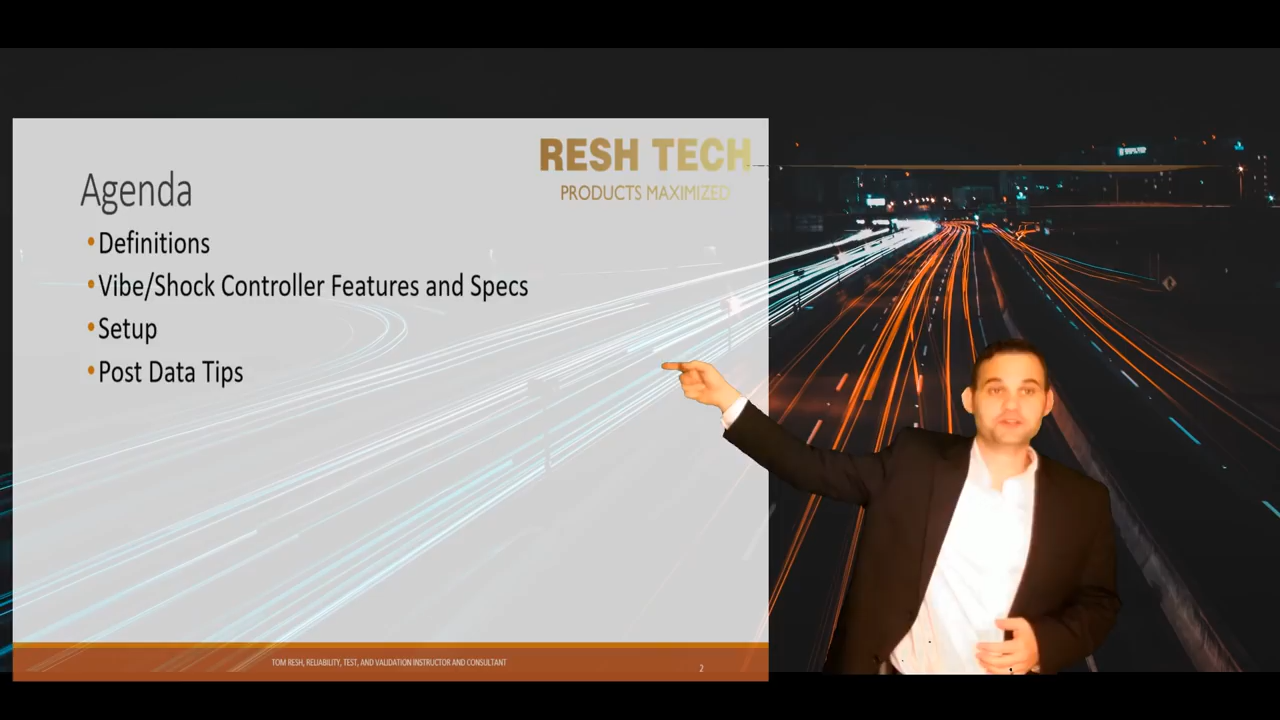 RESH TECH
PRODUCTS MAXIMIZED
Agenda
•Definitions
•Vibe/Shock Controller Features and Specs
•Setup
•Post Data Tips
TOM RESH, RELIABILITY, TEST, AND VALIDATION INSTRUCTOR AND CONSULTANT
2